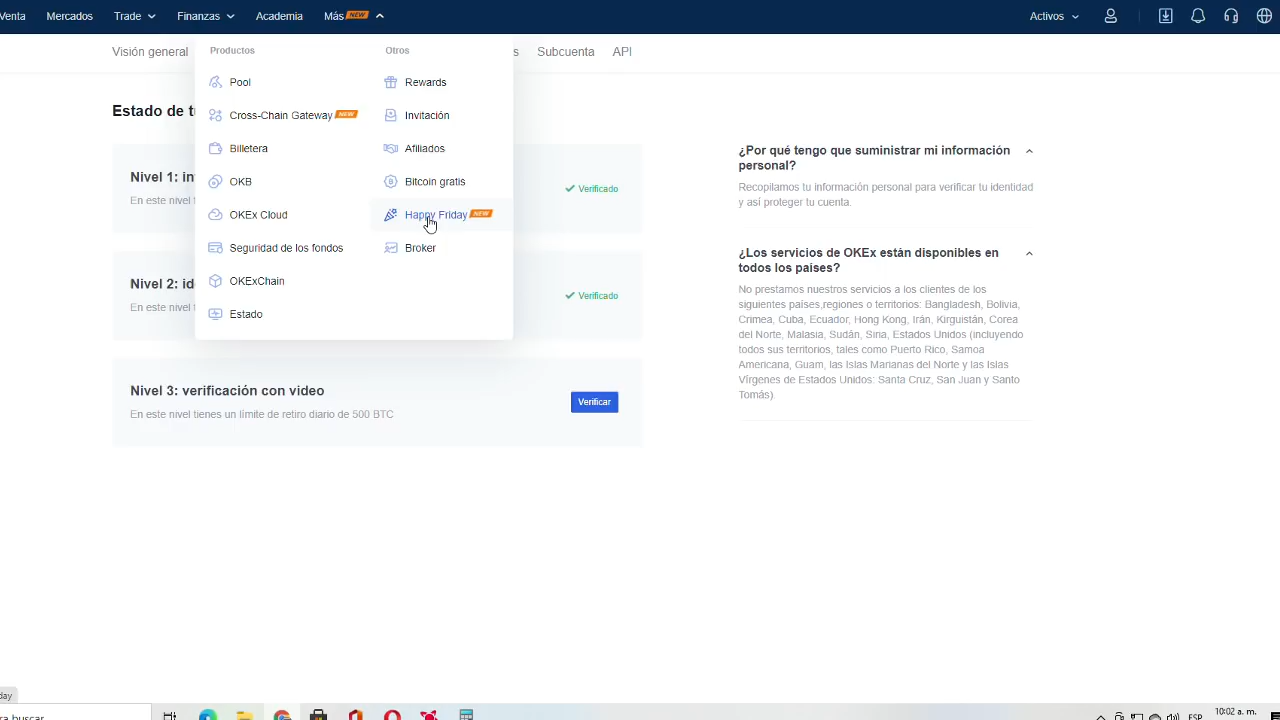 Venta Mercados Trade Finanzas Academia Más NEW Activos
Visión general s Subcuenta API
Productos
Pool
Cross-Chain Gateway NEW
Billetera
OKB
OKEx Cloud
Seguridad de los fondos
OKExChain
Estado
Otros
Rewards
Invitación
Afiliados
Bitcoin gratis
Happy Friday NEW
Broker
Estado de tu
Nivel 1: in
En este nivel t
Verificado
Nivel 2: id
En este nivel t
Verificado
Nivel 3: verificación con video
En este nivel tienes un límite de retiro diario de 500 BTC
Verificar
¿Por qué tengo que suministrar mi información
personal?
Recopilamos tu información personal para verificar tu identidad
y así proteger tu cuenta.
¿Los servicios de OKEx están disponibles en
todos los países?
No prestamos nuestros servicios a los clientes de los
siguientes países,regiones o territorios: Bangladesh, Bolivia,
Crimea, Cuba, Ecuador, Hong Kong, Irán, Kirguistán, Corea
del Norte, Malasia, Sudán, Siria, Estados Unidos (incluyendo
todos sus territorios, tales como Puerto Rico, Samoa
Americana, Guam, las Islas Marianas del Norte y las Islas
Vírgenes de Estados Unidos: Santa Cruz, San Juan y Santo
Tomás).
day
ra buscar
ESP
10:02 a. m.